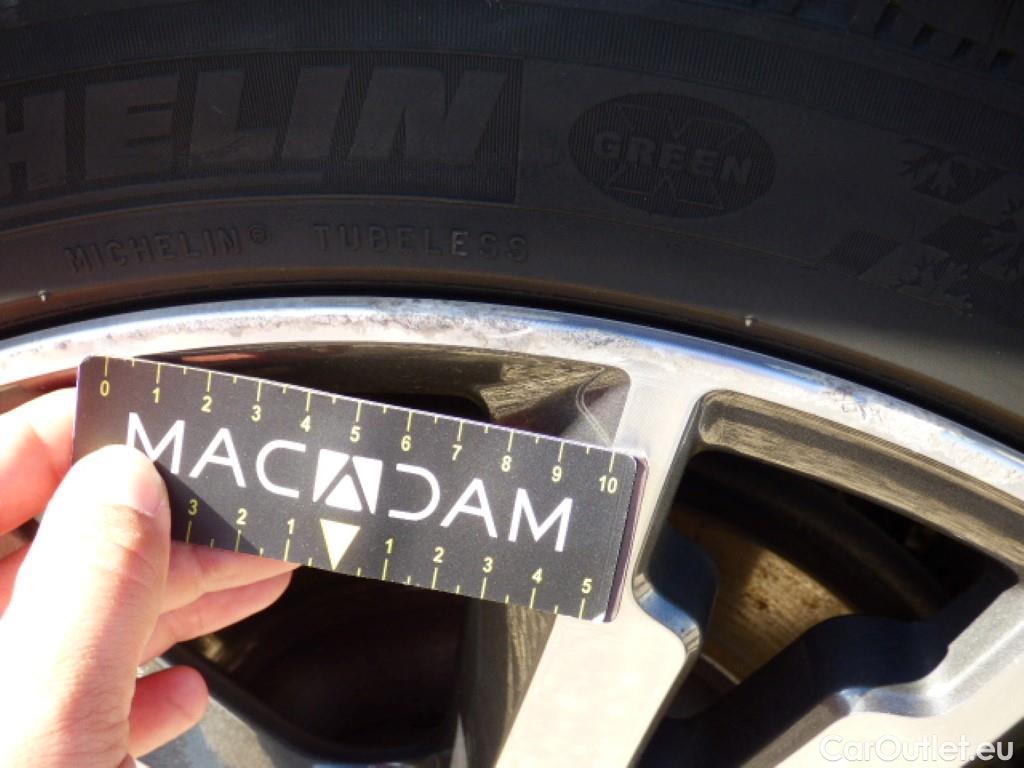 HELIN
GREEN
X
MICHELIN® TUBELESS
0 1 2 3 4 5 6 7 8 9 10
MACADAM
3 2 1 1 2 3 4 5
CarOutlet.eu